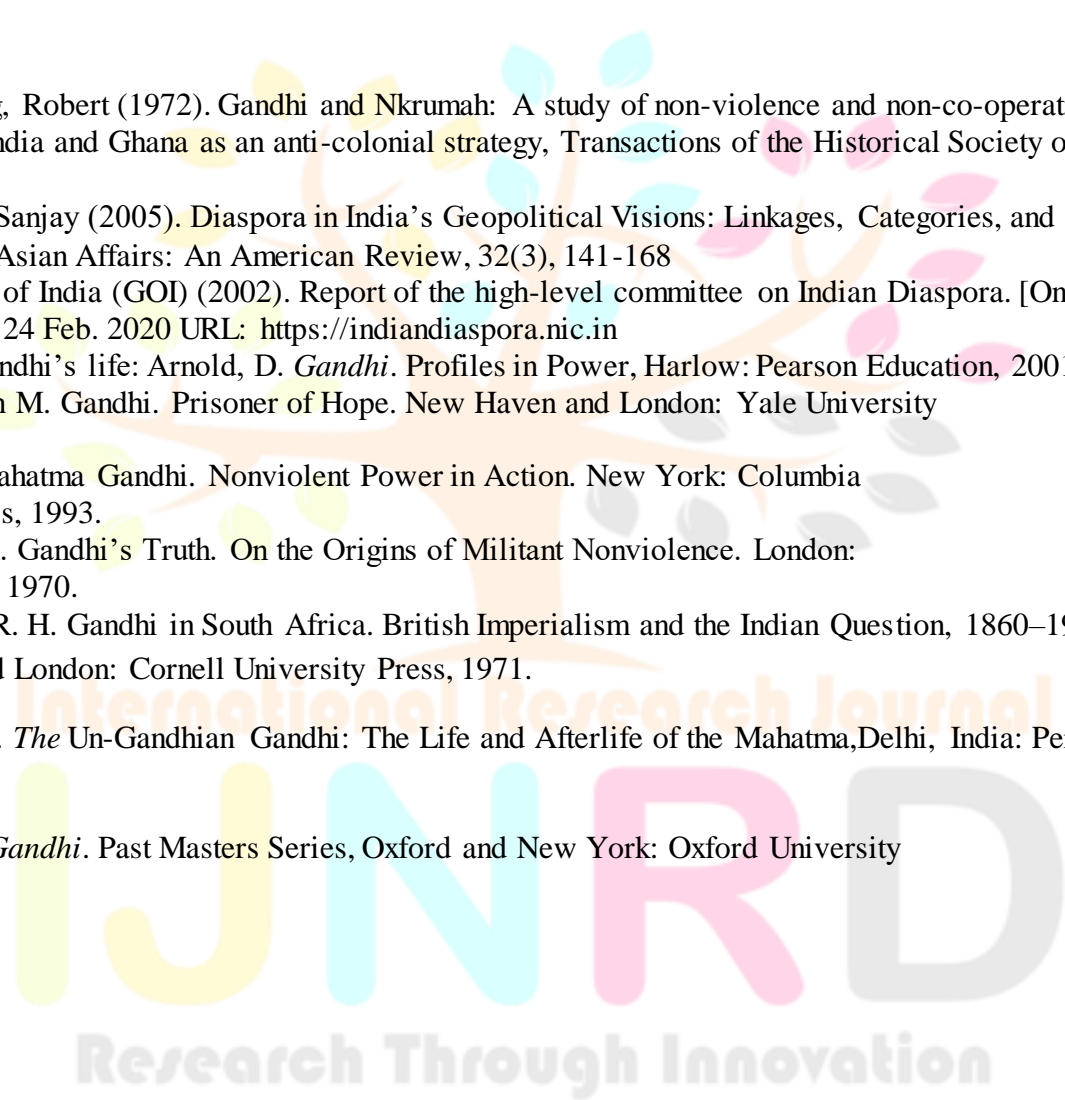 , Robert (1972). Gandhi and Nkrumah: A study of non-violence and non-co-operat
ndia and Ghana as an anti-colonial strategy, Transactions of the Historical Society o
Sanjay (2005). Diaspora in India's Geopolitical Visions: Linkages, Categories, and
Asian Affairs: An American Review, 32(3), 141-168
of India (GOI) (2002). Report of the high-level committee on Indian Diaspora. [On
24 Feb. 2020 URL: https://indiandiaspora.nic.in
ndhi's life: Arnold, D. Gandhi. Profiles in Power, Harlow: Pearson Education, 2001
M. Gandhi. Prisoner of Hope. New Haven and London: Yale University
ahatma Gandhi. Nonviolent Power in Action. New York: Columbia
s, 1993.
. Gandhi's Truth. On the Origins of Militant Nonviolence. London:
1970.
R. H. Gandhi in South Africa. British Imperialism and the Indian Question, 1860–19
d London: Cornell University Press, 1971.
International Research Journal
. The Un-Gandhian Gandhi: The Life and Afterlife of the Mahatma,Delhi, India: Pe
Gandhi. Past Masters Series, Oxford and New York: Oxford University
IJNRD
Research Through Innovation